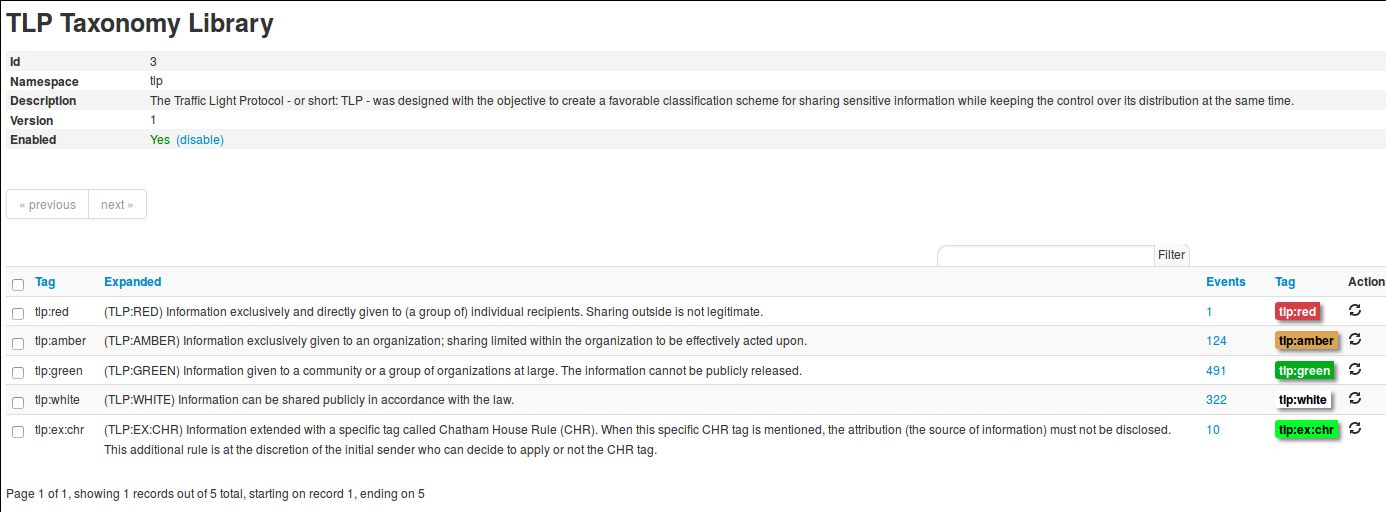 TLP Taxonomy Library
Id 3
Namespace tlp
Description The Traffic Light Protocol - or short: TLP - was designed with the objective to create a favorable classification scheme for sharing sensitive information while keeping the control over its distribution at the same time.
Version 1
Enabled Yes (disable)
« previous next »
Filter
Tag Expanded Events Tag Action
tlp:red (TLP:RED) Information exclusively and directly given to (a group of) individual recipients. Sharing outside is not legitimate. 1 tlp:red
tlp:amber (TLP:AMBER) Information exclusively given to an organization; sharing limited within the organization to be effectively acted upon. 124 tlp:amber
tlp:green (TLP:GREEN) Information given to a community or a group of organizations at large. The information cannot be publicly released. 491 tlp:green
tlp:white (TLP:WHITE) Information can be shared publicly in accordance with the law. 322 tlp:white
tlp:ex:chr (TLP:EX:CHR) Information extended with a specific tag called Chatham House Rule (CHR). When this specific CHR tag is mentioned, the attribution (the source of information) must not be disclosed. 10 tlp:ex:chr
This additional rule is at the discretion of the initial sender who can decide to apply or not the CHR tag.
Page 1 of 1, showing 1 records out of 5 total, starting on record 1, ending on 5